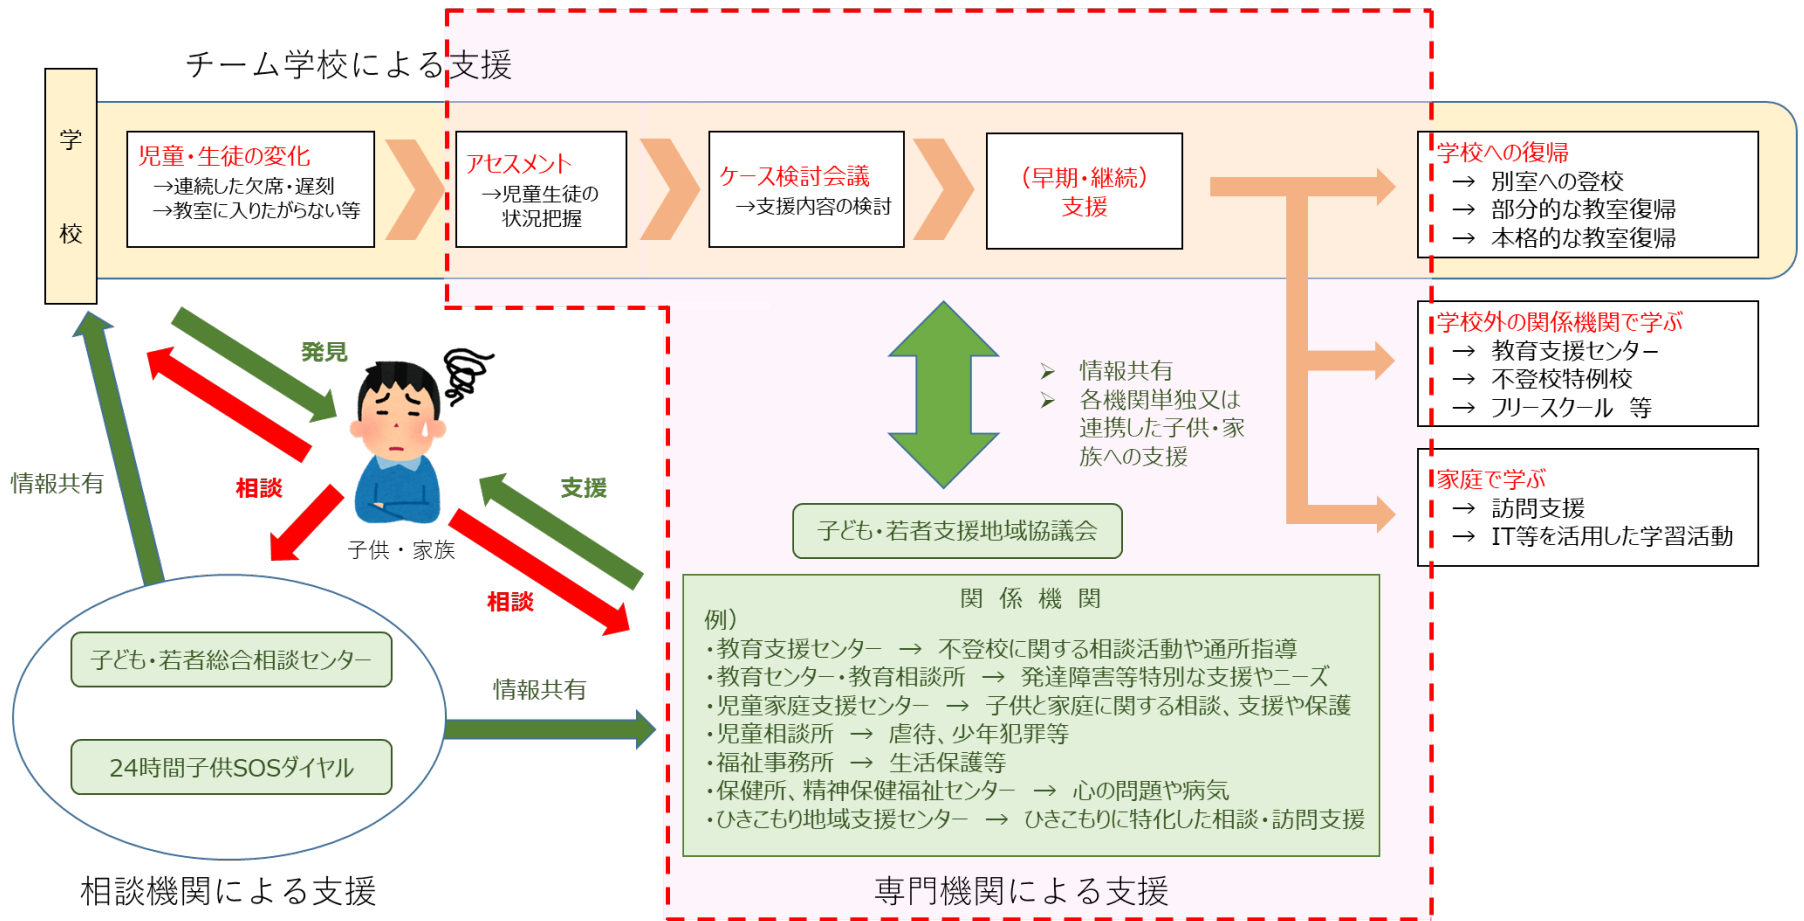 チーム学校による支援
学
校
児童・生徒の変化
→連続した欠席・遅刻
→教室に入りたがらない等
アセスメント
→児童生徒の
状況把握
ケース検討会議
→支援内容の検討
（早期・継続）
支援
学校への復帰
→ 別室への登校
→ 部分的な教室復帰
→ 本格的な教室復帰
学校外の関係機関で学ぶ
→ 教育支援センター
→ 不登校特例校
→ フリースクール 等
家庭で学ぶ
→ 訪問支援
→ IT等を活用した学習活動
発見
相談
情報共有
支援
相談
子供・家族
➢ 情報共有
➢ 各機関単独又は
連携した子供・家
族への支援
子ども・若者支援地域協議会
関 係 機 関
例）
・教育支援センター → 不登校に関する相談活動や通所指導
・教育センター・教育相談所 → 発達障害等特別な支援やニーズ
・児童家庭支援センター → 子供と家庭に関する相談、支援や保護
・児童相談所 → 虐待、少年犯罪等
・福祉事務所 → 生活保護等
・保健所、精神保健福祉センター → 心の問題や病気
・ひきこもり地域支援センター → ひきこもりに特化した相談・訪問支援
子ども・若者総合相談センター
24時間子供SOSダイヤル
情報共有
相談機関による支援
専門機関による支援